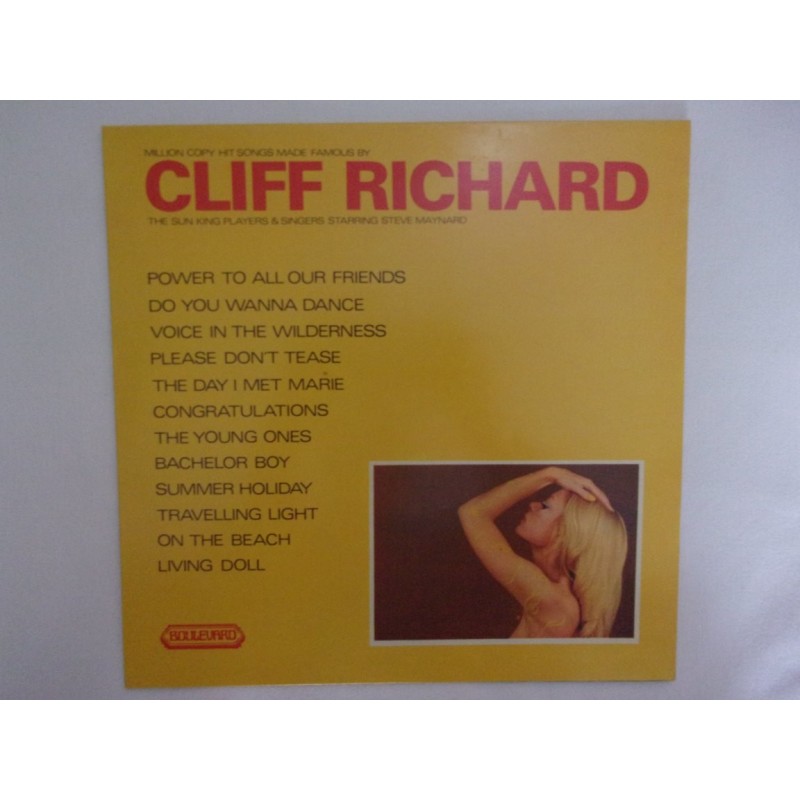 MILLION COPY HIT SONGS MADE FAMOUS BY
CLIFF RICHARD
THE SUN KING PLAYERS & SINGERS STARRING STEVE MAYNARD
POWER TO ALL OUR FRIENDS
DO YOU WANNA DANCE
VOICE IN THE WILDERNESS
PLEASE DON'T TEASE
THE DAY I MET MARIE
CONGRATULATIONS
THE YOUNG ONES
BACHELOR BOY
SUMMER HOLIDAY
TRAVELLING LIGHT
ON THE BEACH
LIVING DOLL
BOULEVARD